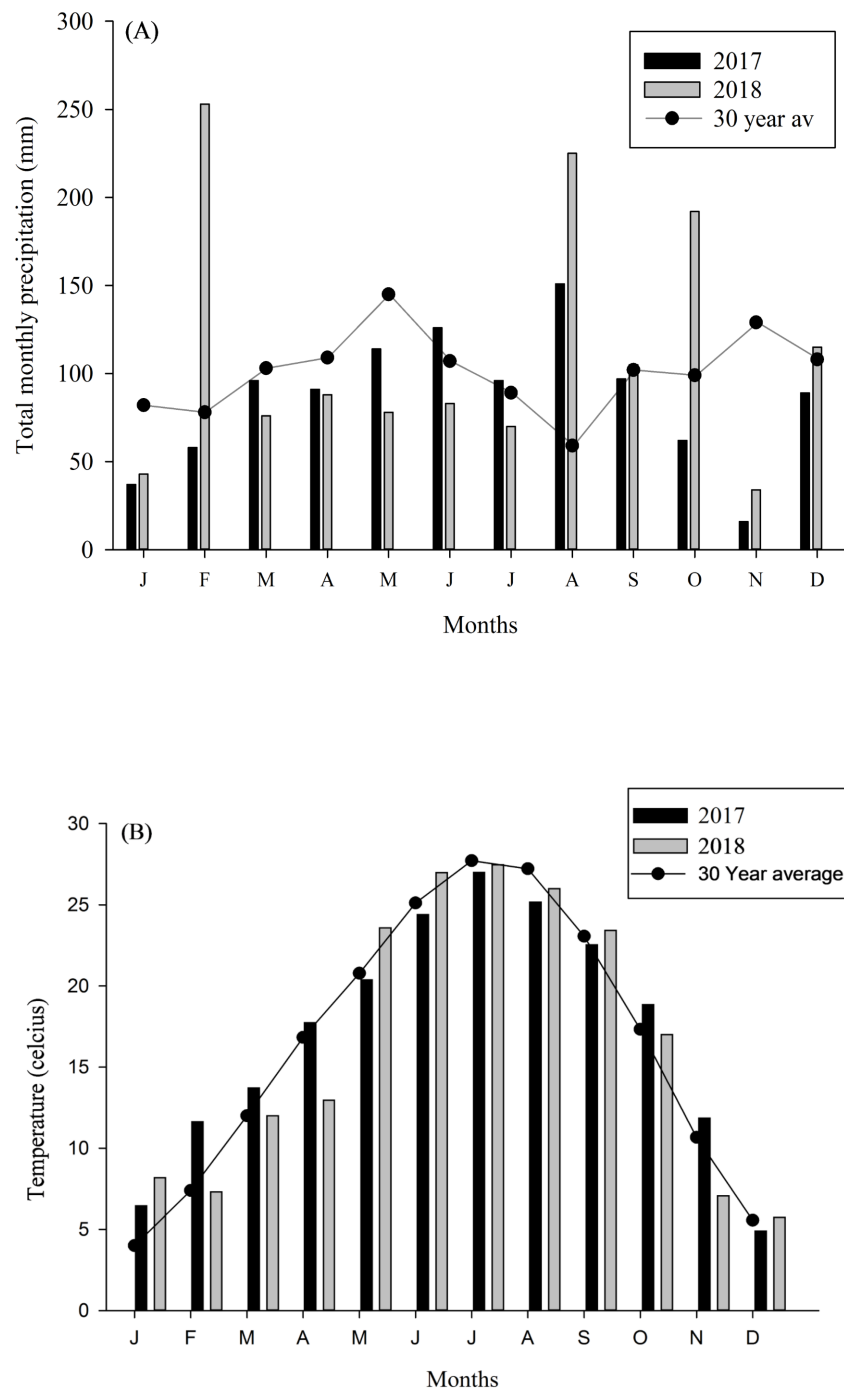 (A)
2017
2018
30 year av
300
250
200
150
100
50
0
Total monthly precipitation (mm)
J F M A M J J A S O N D
Months
(B)
2017
2018
30 Year average
30
25
20
15
10
5
0
Temperature (celcius)
J F M A M J J A S O N D
Months